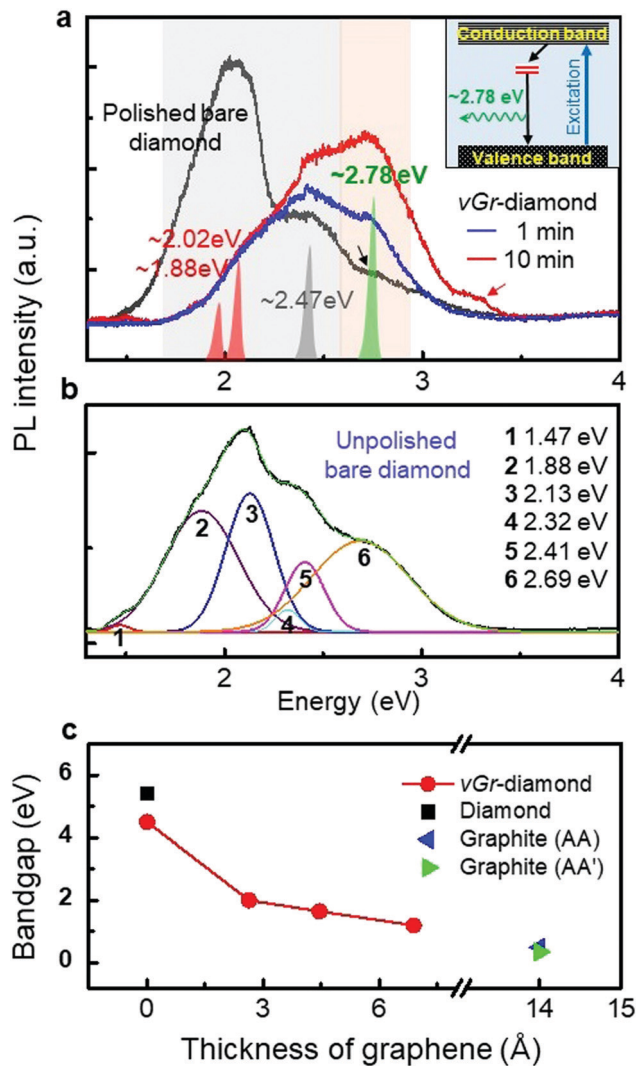 a
Conduction band
~2.78 eV
Excitation
Valence band
Polished bare
diamond
~2.78eV
vGr-diamond
1 min
10 min
~2.02eV
~1.88eV
~2.47eV
PL intensity (a.u.)
2 3 4
b
Unpolished
bare diamond
1 1.47 eV
2 1.88 eV
3 2.13 eV
4 2.32 eV
5 2.41 eV
6 2.69 eV
1 2 3 4 5 6
2 3 4
Energy (eV)
c
vGr-diamond
Diamond
Graphite (AA)
Graphite (AA')
Bandgap (eV)
6
4
2
0
0 3 6 14 15
Thickness of graphene (Å)